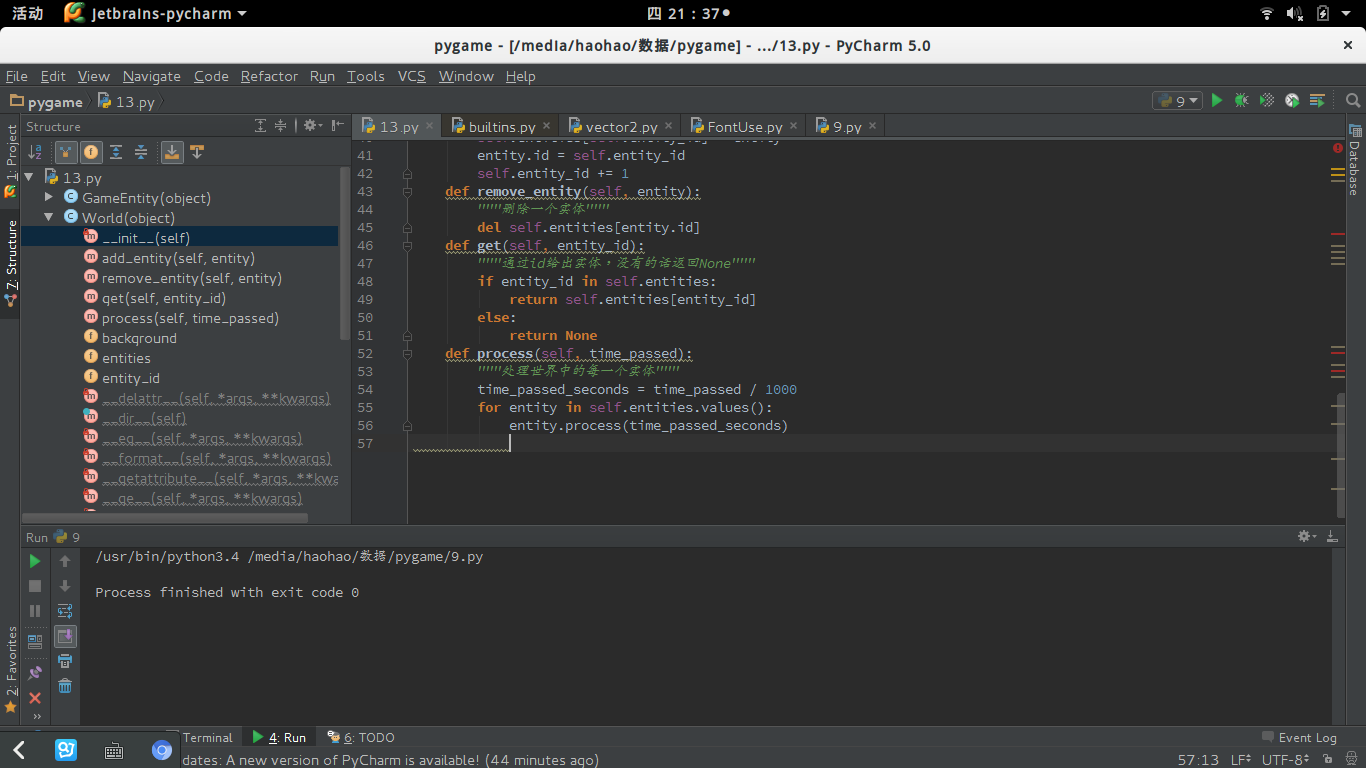 活动 jetbrains-pycharm 四 21：37
pygame - [/media/haohao/数据/pygame] - .../13.py - PyCharm 5.0
File Edit View Navigate Code Refactor Run Tools VCS Window Help
pygame 13.py 9
Structure 13.py builtins.py vector2.py FontUse.py 9.py
1: Project
7: Structure
2: Favorites
Database
13.py
GameEntity(object)
World(object)
__init__(self)
add_entity(self, entity)
remove_entity(self, entity)
get(self, entity_id)
process(self, time_passed)
background
entities
entity_id
__delattr__(self, *args, **kwargs)
__dir__(self)
__eq__(self, *args, **kwargs)
__format__(self, *args, **kwargs)
__getattribute__(self, *args, **kwa
__ge__(self, *args, **kwargs)
41 entity.id = self.entity_id
42 self.entity_id += 1
43 def remove_entity(self, entity):
44 """删除一个实体"""
45 del self.entities[entity.id]
46 def get(self, entity_id):
47 """通过id给出实体，没有的话返回None"""
48 if entity_id in self.entities:
49 return self.entities[entity_id]
50 else:
51 return None
52 def process(self, time_passed):
53 """处理世界中的每一个实体"""
54 time_passed_seconds = time_passed / 1000
55 for entity in self.entities.values():
56 entity.process(time_passed_seconds)
57
Run 9
/usr/bin/python3.4 /media/haohao/数据/pygame/9.py
Process finished with exit code 0
Terminal 4: Run 6: TODO Event Log
dates: A new version of PyCharm is available! (44 minutes ago) 57:13 LF UTF-8